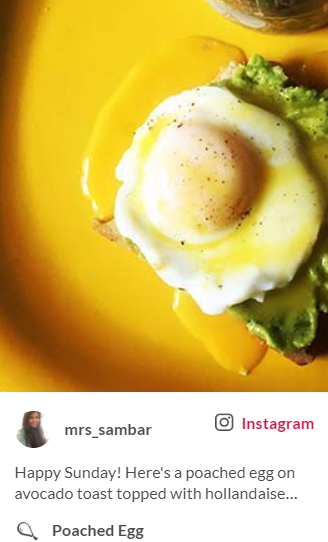 mrs_sambar
Instagram
Happy Sunday! Here's a poached egg on
avocado toast topped with hollandaise...
Poached Egg